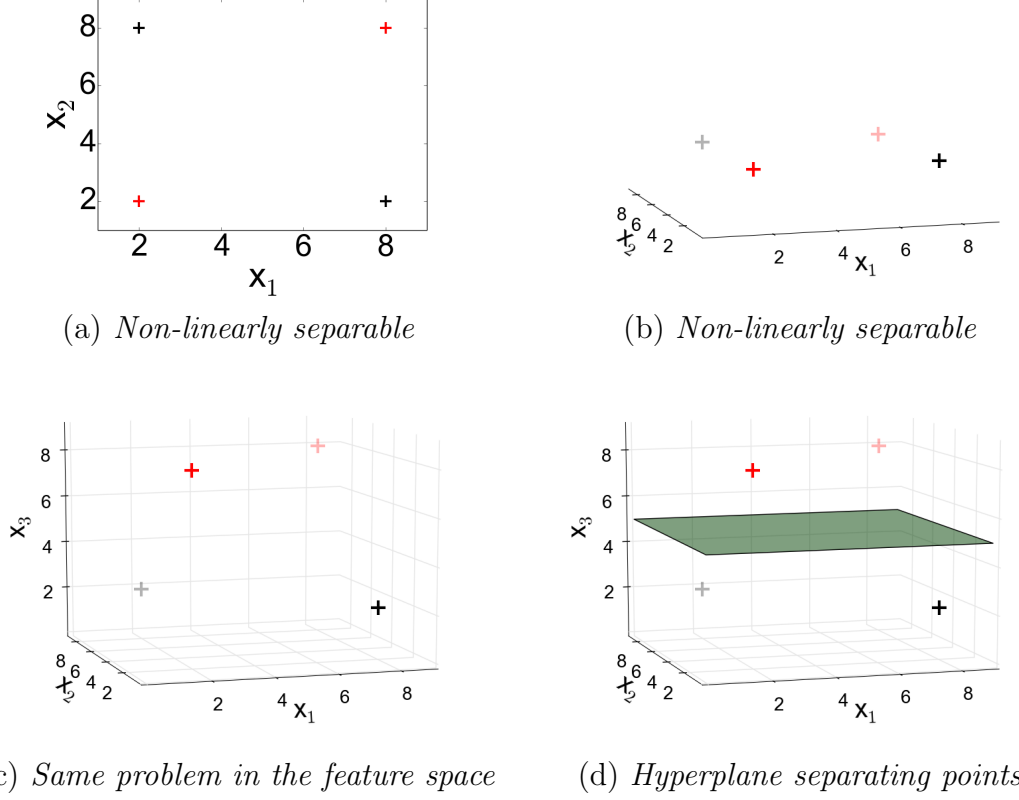 8
6
x2
4
2
2 4 6 8
x1
(a) Non-linearly separable
8 6 4 2
x2
2 4 6 8
x1
(b) Non-linearly separable
8
6
x3
4
2
8 6 4 2
x2
2 4 6 8
x1
c) Same problem in the feature space
8
6
x3
4
2
8 6 4 2
x2
2 4 6 8
x1
(d) Hyperplane separating points